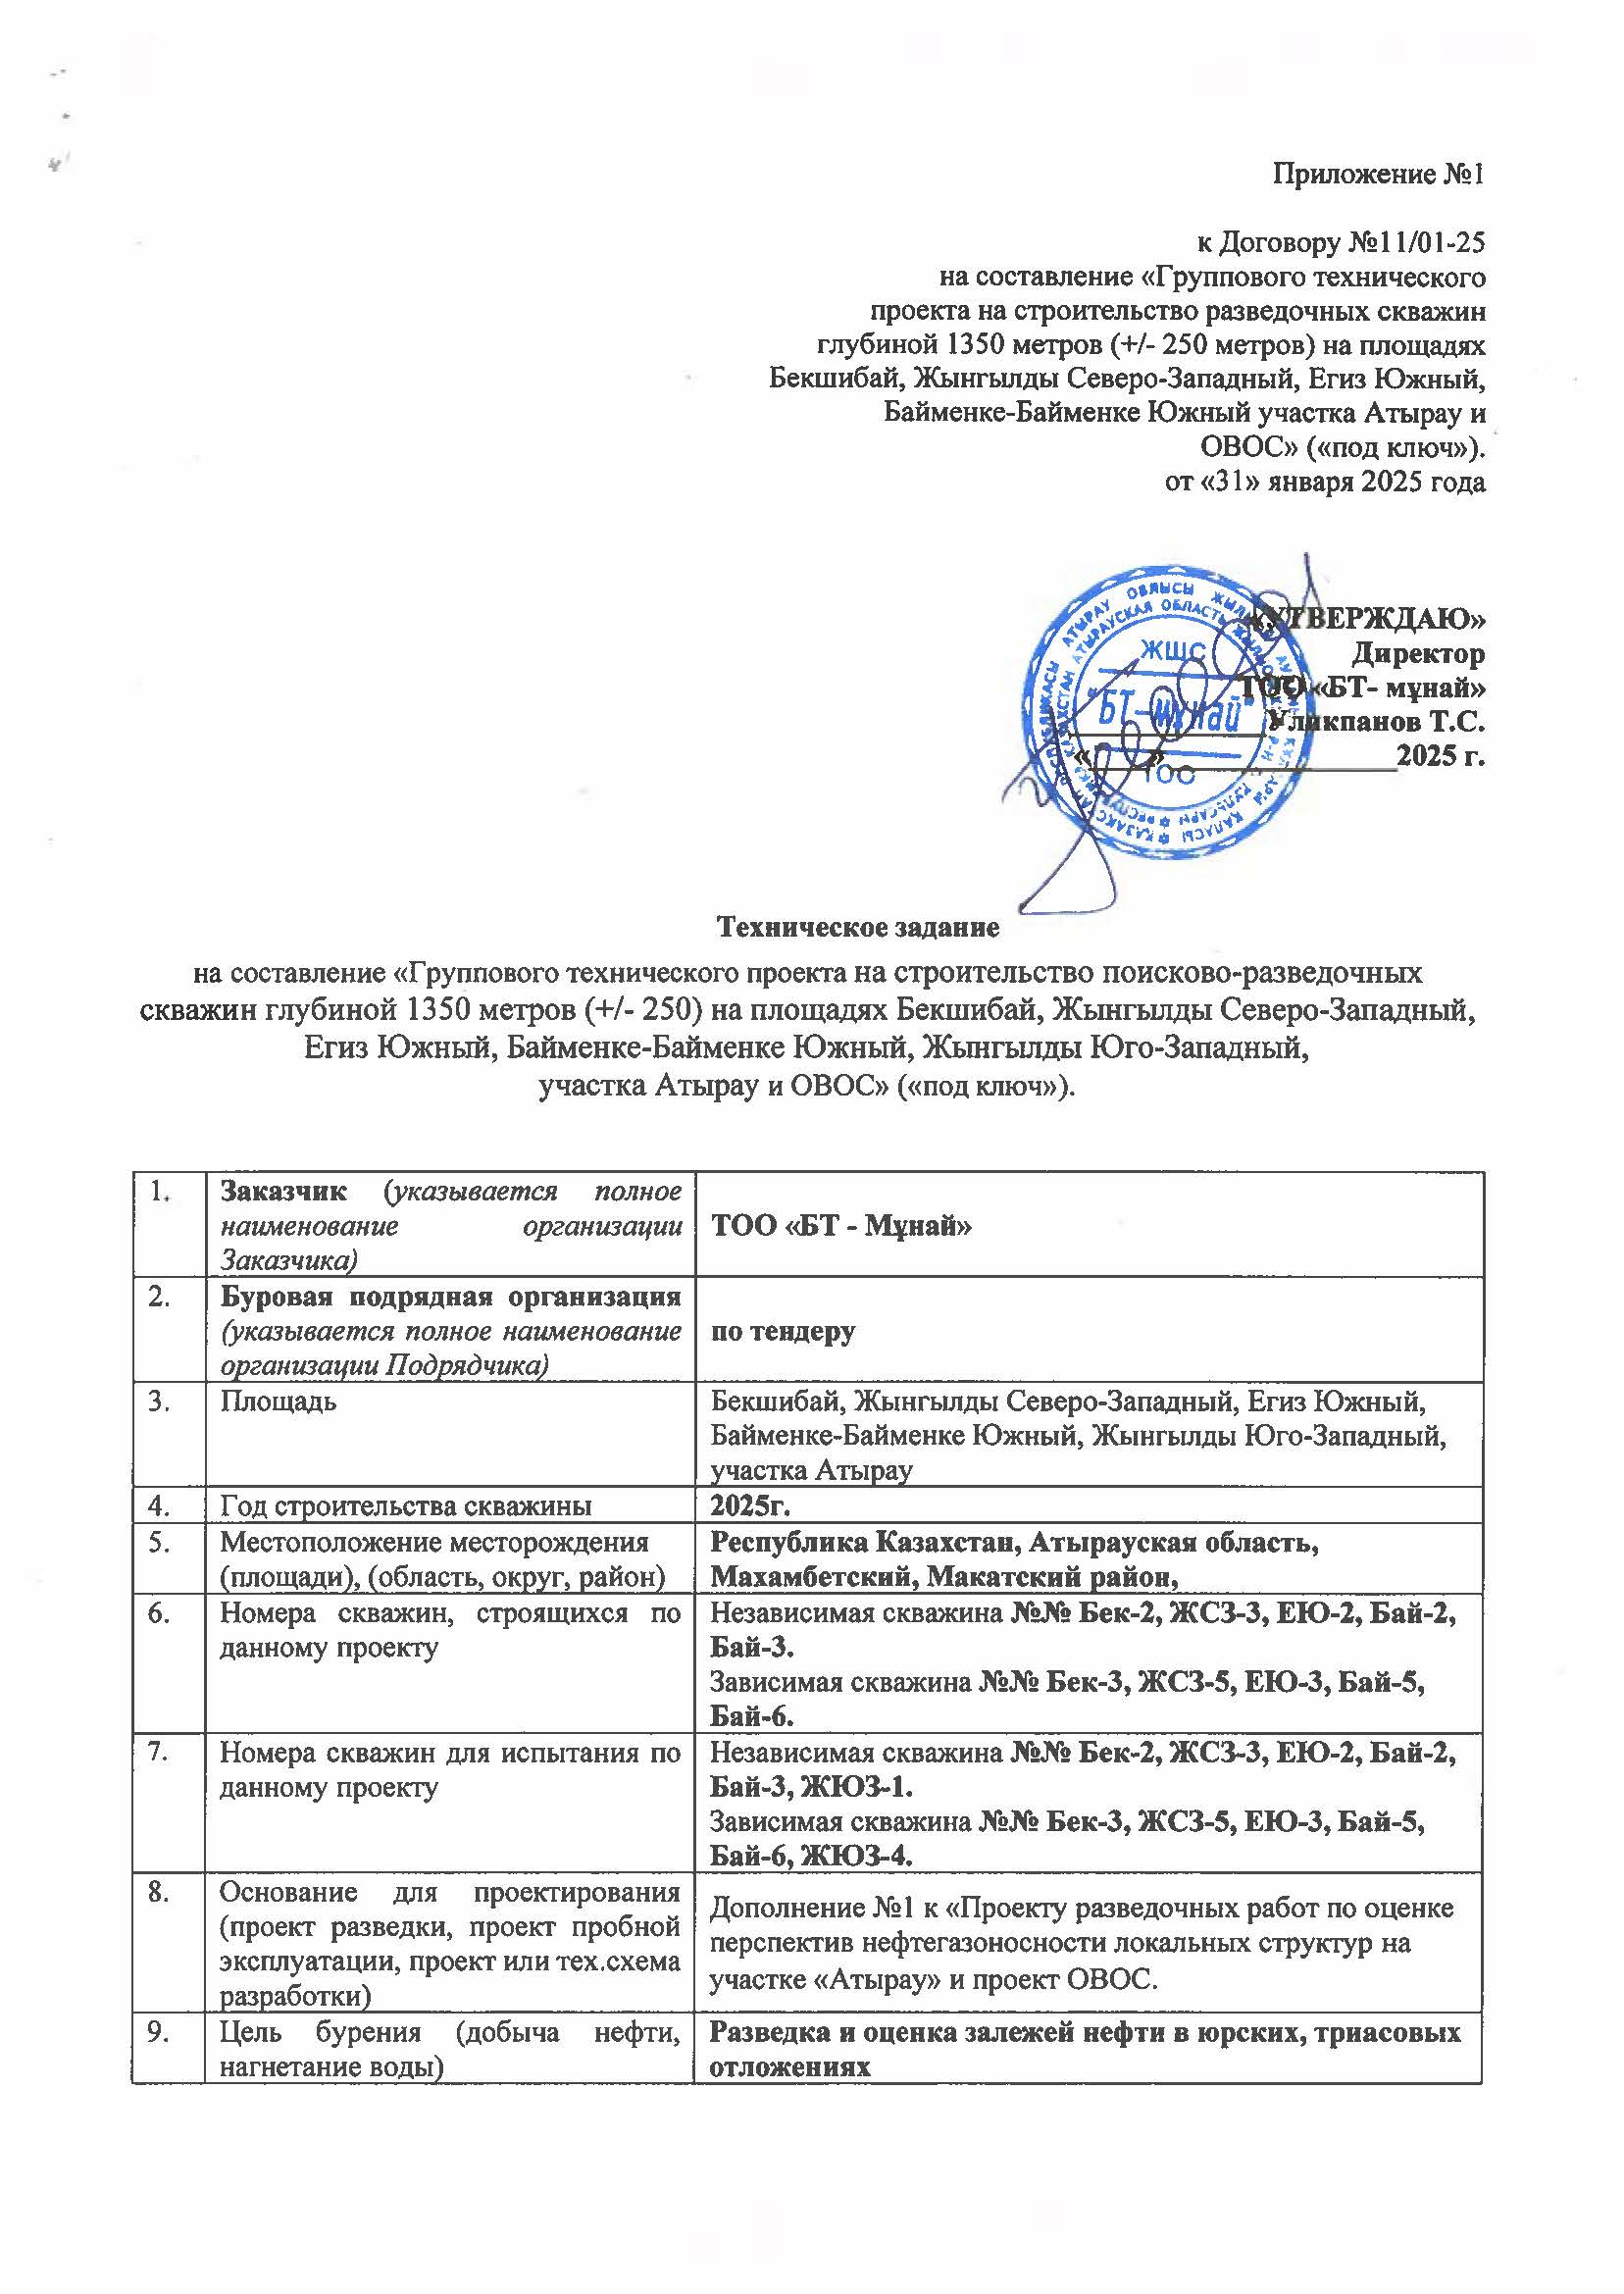 Приложение №1
к Договору №11/01-25
на составление «Группового технического
проекта на строительство разведочных скважин
глубиной 1350 метров (+/- 250 метров) на площадях
Бекшибай, Жынгылды Северо-Западный, Егиз Южный,
Байменке-Байменке Южный участка Атырау и
ОВОС» («под ключ»).
от «31» января 2025 года
«УТВЕРЖДАЮ»
Директор
ТОО «БТ- мұнай»
Уликпанов Т.С.
«____» ________________2025 г.
ЖШС
"БТ-мұнай"
ТОО
Техническое задание
на составление «Группового технического проекта на строительство поисково-разведочных
скважин глубиной 1350 метров (+/- 250) на площадях Бекшибай, Жынгылды Северо-Западный,
Егиз Южный, Байменке-Байменке Южный, Жынгылды Юго-Западный,
участка Атырау и ОВОС» («под ключ»).
1. Заказчик (указывается полное
наименование организации
Заказчика)
ТОО «БТ - Мұнай»
2. Буровая подрядная организация
(указывается полное наименование
организации Подрядчика)
по тендеру
3. Площадь
Бекшибай, Жынгылды Северо-Западный, Егиз Южный,
Байменке-Байменке Южный, Жынгылды Юго-Западный,
участка Атырау
4. Год строительства скважины
2025г.
5. Местоположение месторождения
(площади), (область, округ, район)
Республика Казахстан, Атырауская область,
Махамбетский, Макатский район,
6. Номера скважин, строящихся по
данному проекту
Независимая скважина №№ Бек-2, ЖСЗ-3, ЕЮ-2, Бай-2,
Бай-3.
Зависимая скважина №№ Бек-3, ЖСЗ-5, ЕЮ-3, Бай-5,
Бай-6.
7. Номера скважин для испытания по
данному проекту
Независимая скважина №№ Бек-2, ЖСЗ-3, ЕЮ-2, Бай-2,
Бай-3, ЖЮЗ-1.
Зависимая скважина №№ Бек-3, ЖСЗ-5, ЕЮ-3, Бай-5,
Бай-6, ЖЮЗ-4.
8. Основание для проектирования
(проект разведки, проект пробной
эксплуатации, проект или тех.схема
разработки)
Дополнение №1 к «Проекту разведочных работ по оценке
перспектив нефтегазоносности локальных структур на
участке «Атырау» и проект ОВОС.
9. Цель бурения (добыча нефти,
нагнетание воды)
Разведка и оценка залежей нефти в юрских, триасовых
отложениях